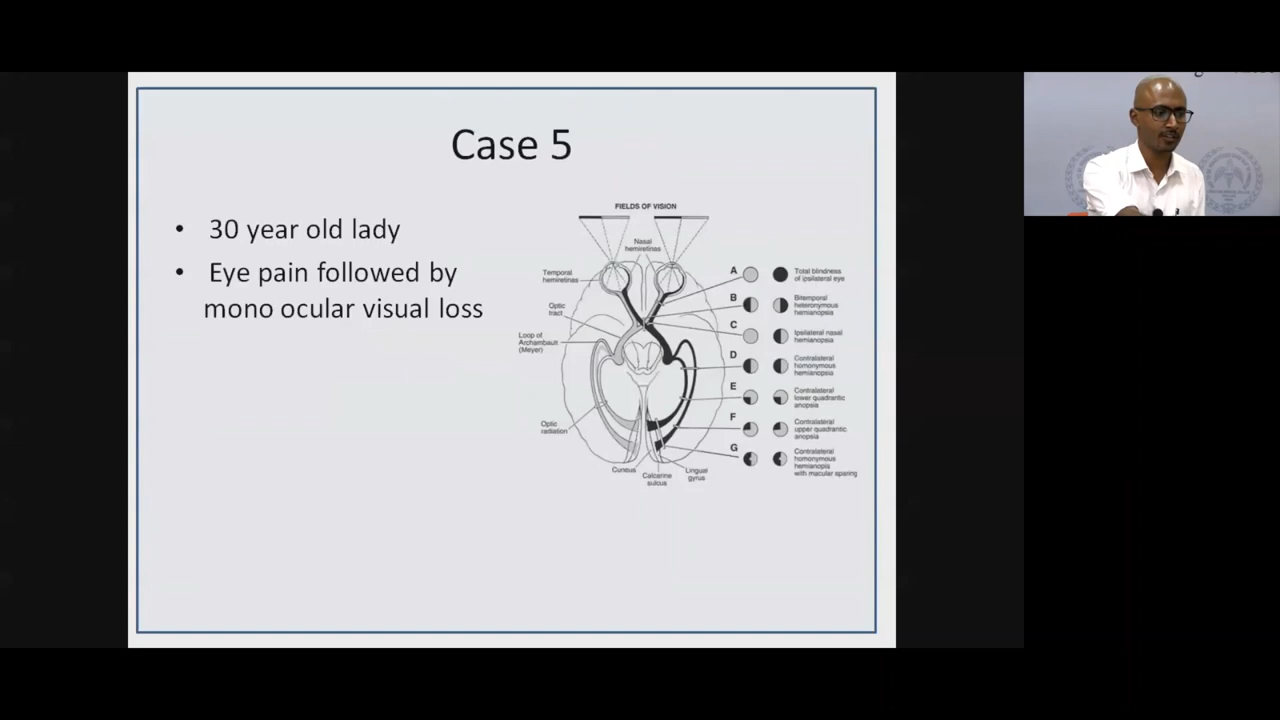 Case 5
• 30 year old lady
• Eye pain followed by
mono ocular visual loss
FIELDS OF VISION
Nasal
hemiretinas
Temporal
hemiretinas
Optic
tract
Loop of
Archambault
(Meyer)
Optic
radiation
Cuneus
Calcarine
sulcus
Lingual
gyrus
A
Total blindness
of ipsilateral eye
B
Bitemporal
heteronymous
hemianopsia
C
Ipsilateral nasal
hemianopsia
D
Contralateral
homonymous
hemianopsia
E
Contralateral
lower quadrantic
anopsia
F
Contralateral
upper quadrantic
anopsia
G
Contralateral
homonymous
hemianopia
with macular sparing